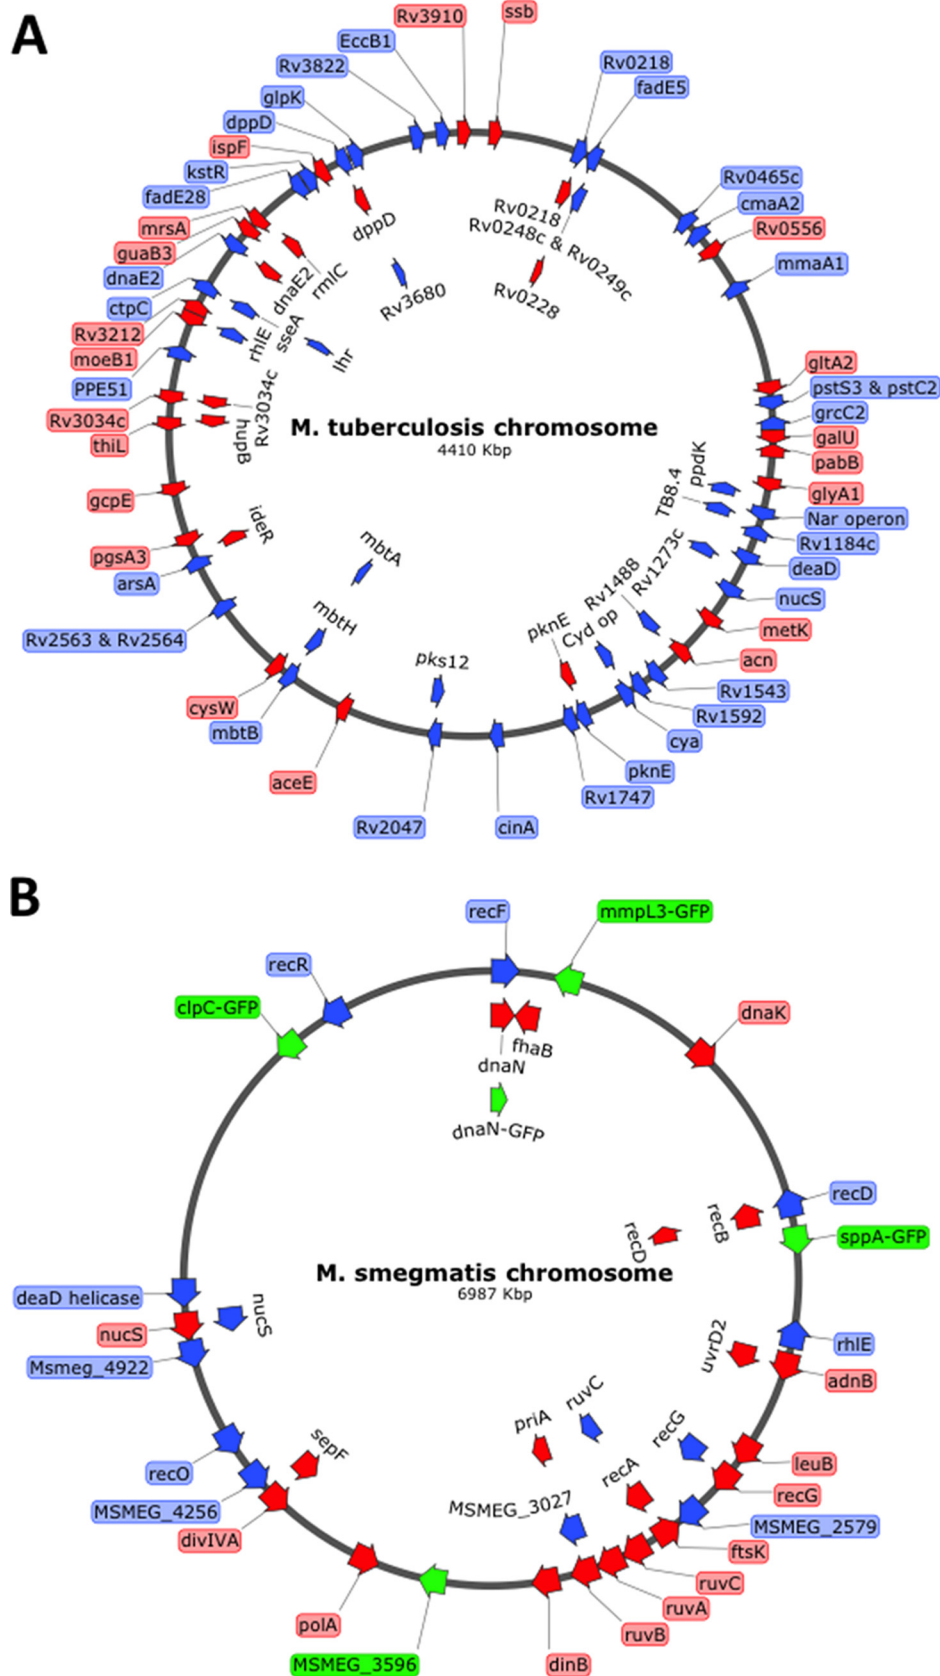 A
Rv3910
ssb
EccB1
Rv3822
glpK
dppD
ispF
kstR
fadE28
mrsA
guaB3
dnaE2
ctpC
Rv3212
moeB1
PPE51
Rv3034c
thiL
gcpE
pgsA3
arsA
Rv2563 & Rv2564
cysW
mbtB
aceE
Rv2047
cinA
Rv1747
pknE
cya
Rv1592
Rv1543
acn
metK
nucS
deaD
Rv1184c
Nar operon
glyA1
pabB
galU
grcC2
pstS3 & pstC2
gltA2
mmaA1
Rv0556
cmaA2
Rv0465c
fadE5
Rv0218
dppD
Rv3680
rmlC
dnaE2
sseA
rhlE
lhr
Rv3034c
hupB
ideR
mbtA
mbtH
pks12
pknE
Cyd op
Rv1488
Rv1273c
TB8.4
ppdK
Rv0218
Rv0248c & Rv0249c
Rv0228
M. tuberculosis chromosome
4410 Kbp
B
recF
mmpL3-GFP
recR
clpC-GFP
dnaK
fhaB
dnaN
dnaN-GFP
recD
recB
recD
sppA-GFP
M. smegmatis chromosome
6987 Kbp
deaD helicase
nucS
nucS
Msmeg_4922
rhlE
uvrD2
adnB
recO
sepF
MSMEG_4256
divIVA
priA
ruvC
recG
recA
MSMEG_3027
leuB
recG
MSMEG_2579
ftsK
ruvC
ruvA
ruvB
dinB
polA
MSMEG_3596